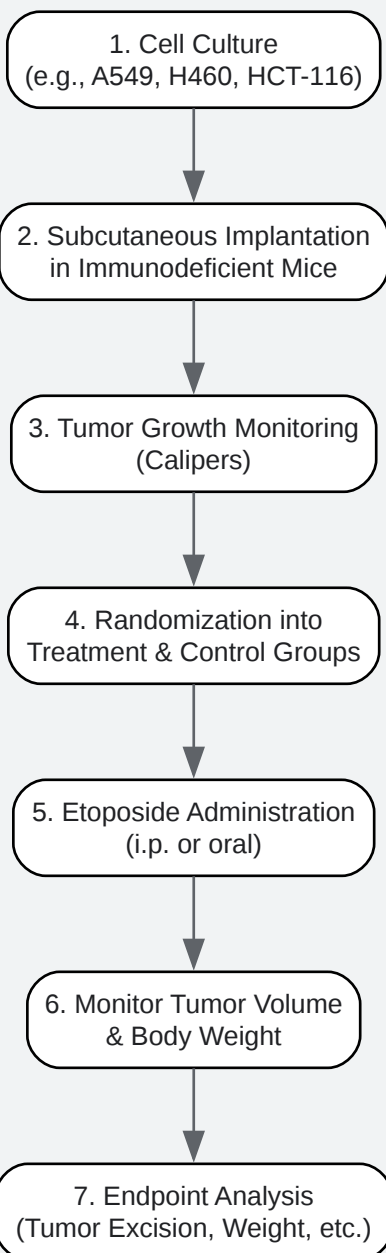 1. Cell Culture
(e.g., A549, H460, HCT-116)
2. Subcutaneous Implantation
in Immunodeficient Mice
3. Tumor Growth Monitoring
(Calipers)
4. Randomization into
Treatment & Control Groups
5. Etoposide Administration
(i.p. or oral)
6. Monitor Tumor Volume
& Body Weight
7. Endpoint Analysis
(Tumor Excision, Weight, etc.)